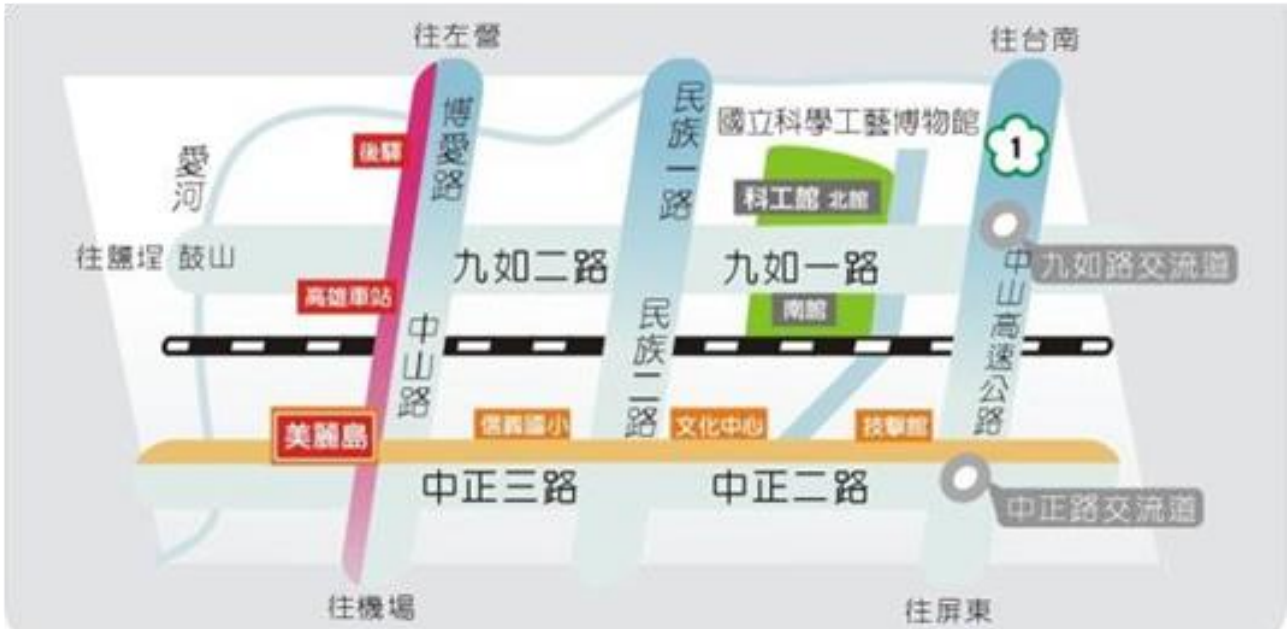 往左營
往台南
博愛路
民族一路
國立科學工藝博物館
1
後驛
愛河
科工館 北館
往鹽埕 鼓山
九如二路
九如一路
九如路交流道
高雄車站
南館
中山路
民族二路
中山高速公路
美麗島
信義國小
文化中心
技擊館
中正三路
中正二路
中正路交流道
往機場
往屏東